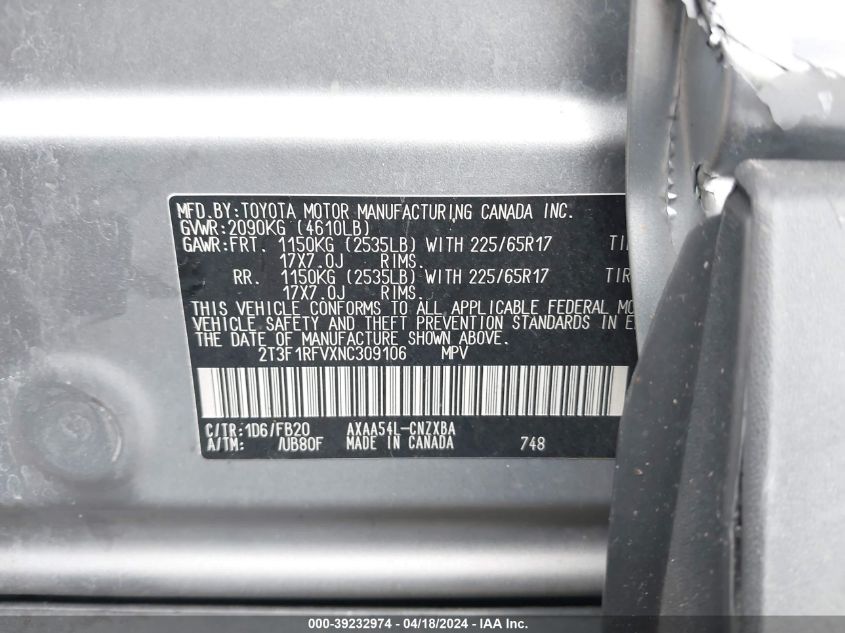 MFD.BY:TOYOTA MOTOR MANUFACTURING CANADA INC.
GVWR:2090KG (4610LB)
GAWR:FRT. 1150KG (2535LB) WITH 225/65R17
17X7.0J RIMS.
RR. 1150KG (2535LB) WITH 225/65R17
17X7.0J RIMS.
THIS VEHICLE CONFORMS TO ALL APPLICABLE FEDERAL
VEHICLE SAFETY AND THEFT PREVENTION STANDARDS IN
THE DATE OF MANUFACTURE SHOWN ABOVE.
2T3F1RFVXNC309106 MPV
C/TR:1D6/FB20 AXAA54L-CNZXBA
A/TM: /UB80F MADE IN CANADA 748
000-39232974 - 04/18/2024 - IAA Inc.